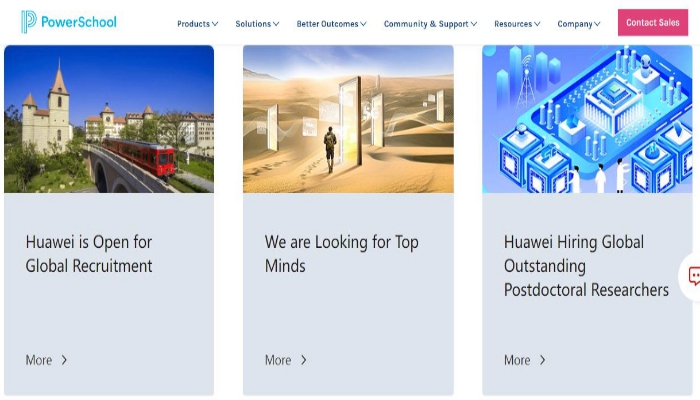 PowerSchool
Products Solutions Better Outcomes Community & Support Resources Company Contact Sales
Huawei is Open for
Global Recruitment
More
We are Looking for Top
Minds
More
Huawei Hiring Global
Outstanding
Postdoctoral Researchers
More